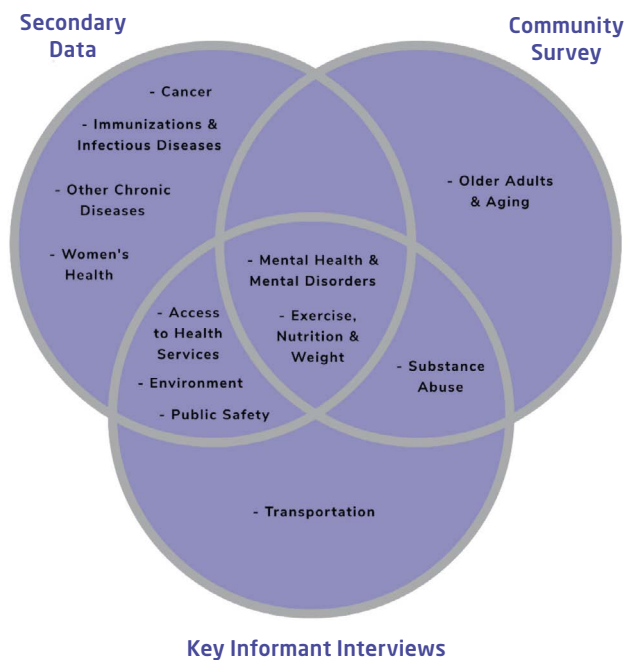 Secondary
Data
Community
Survey
- Cancer
- Immunizations &
Infectious Diseases
- Other Chronic
Diseases
- Women's
Health
- Older Adults
& Aging
- Mental Health &
Mental Disorders
- Exercise,
Nutrition &
Weight
- Access
to Health
Services
- Environment
- Public Safety
- Substance
Abuse
- Transportation
Key Informant Interviews